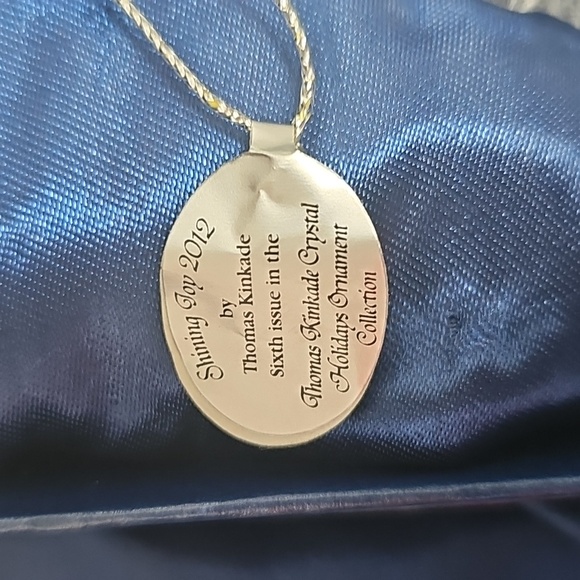 Shining Joy 2012
by
Thomas Kinkade
Sixth issue in the
Thomas Kinkade Crystal
Holidays Ornament
Collection